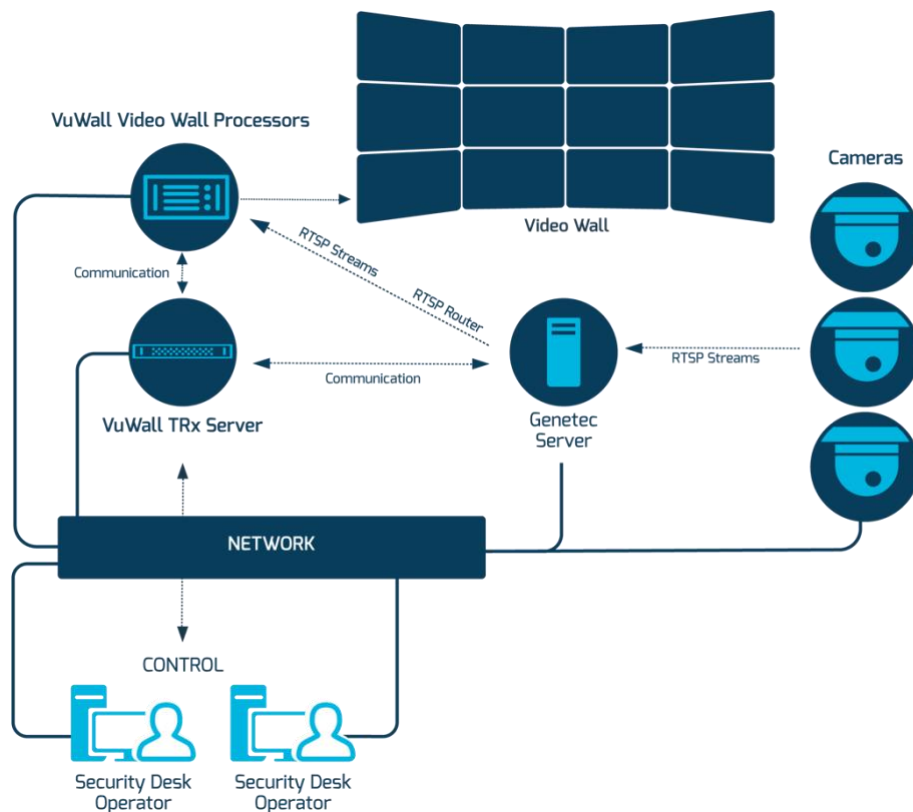 VuWall Video Wall Processors
Cameras
Video Wall
RTSP Streams
Communication
RTSP Router
RTSP Streams
Communication
VuWall TRx Server
Genetec
Server
NETWORK
CONTROL
Security Desk
Operator
Security Desk
Operator